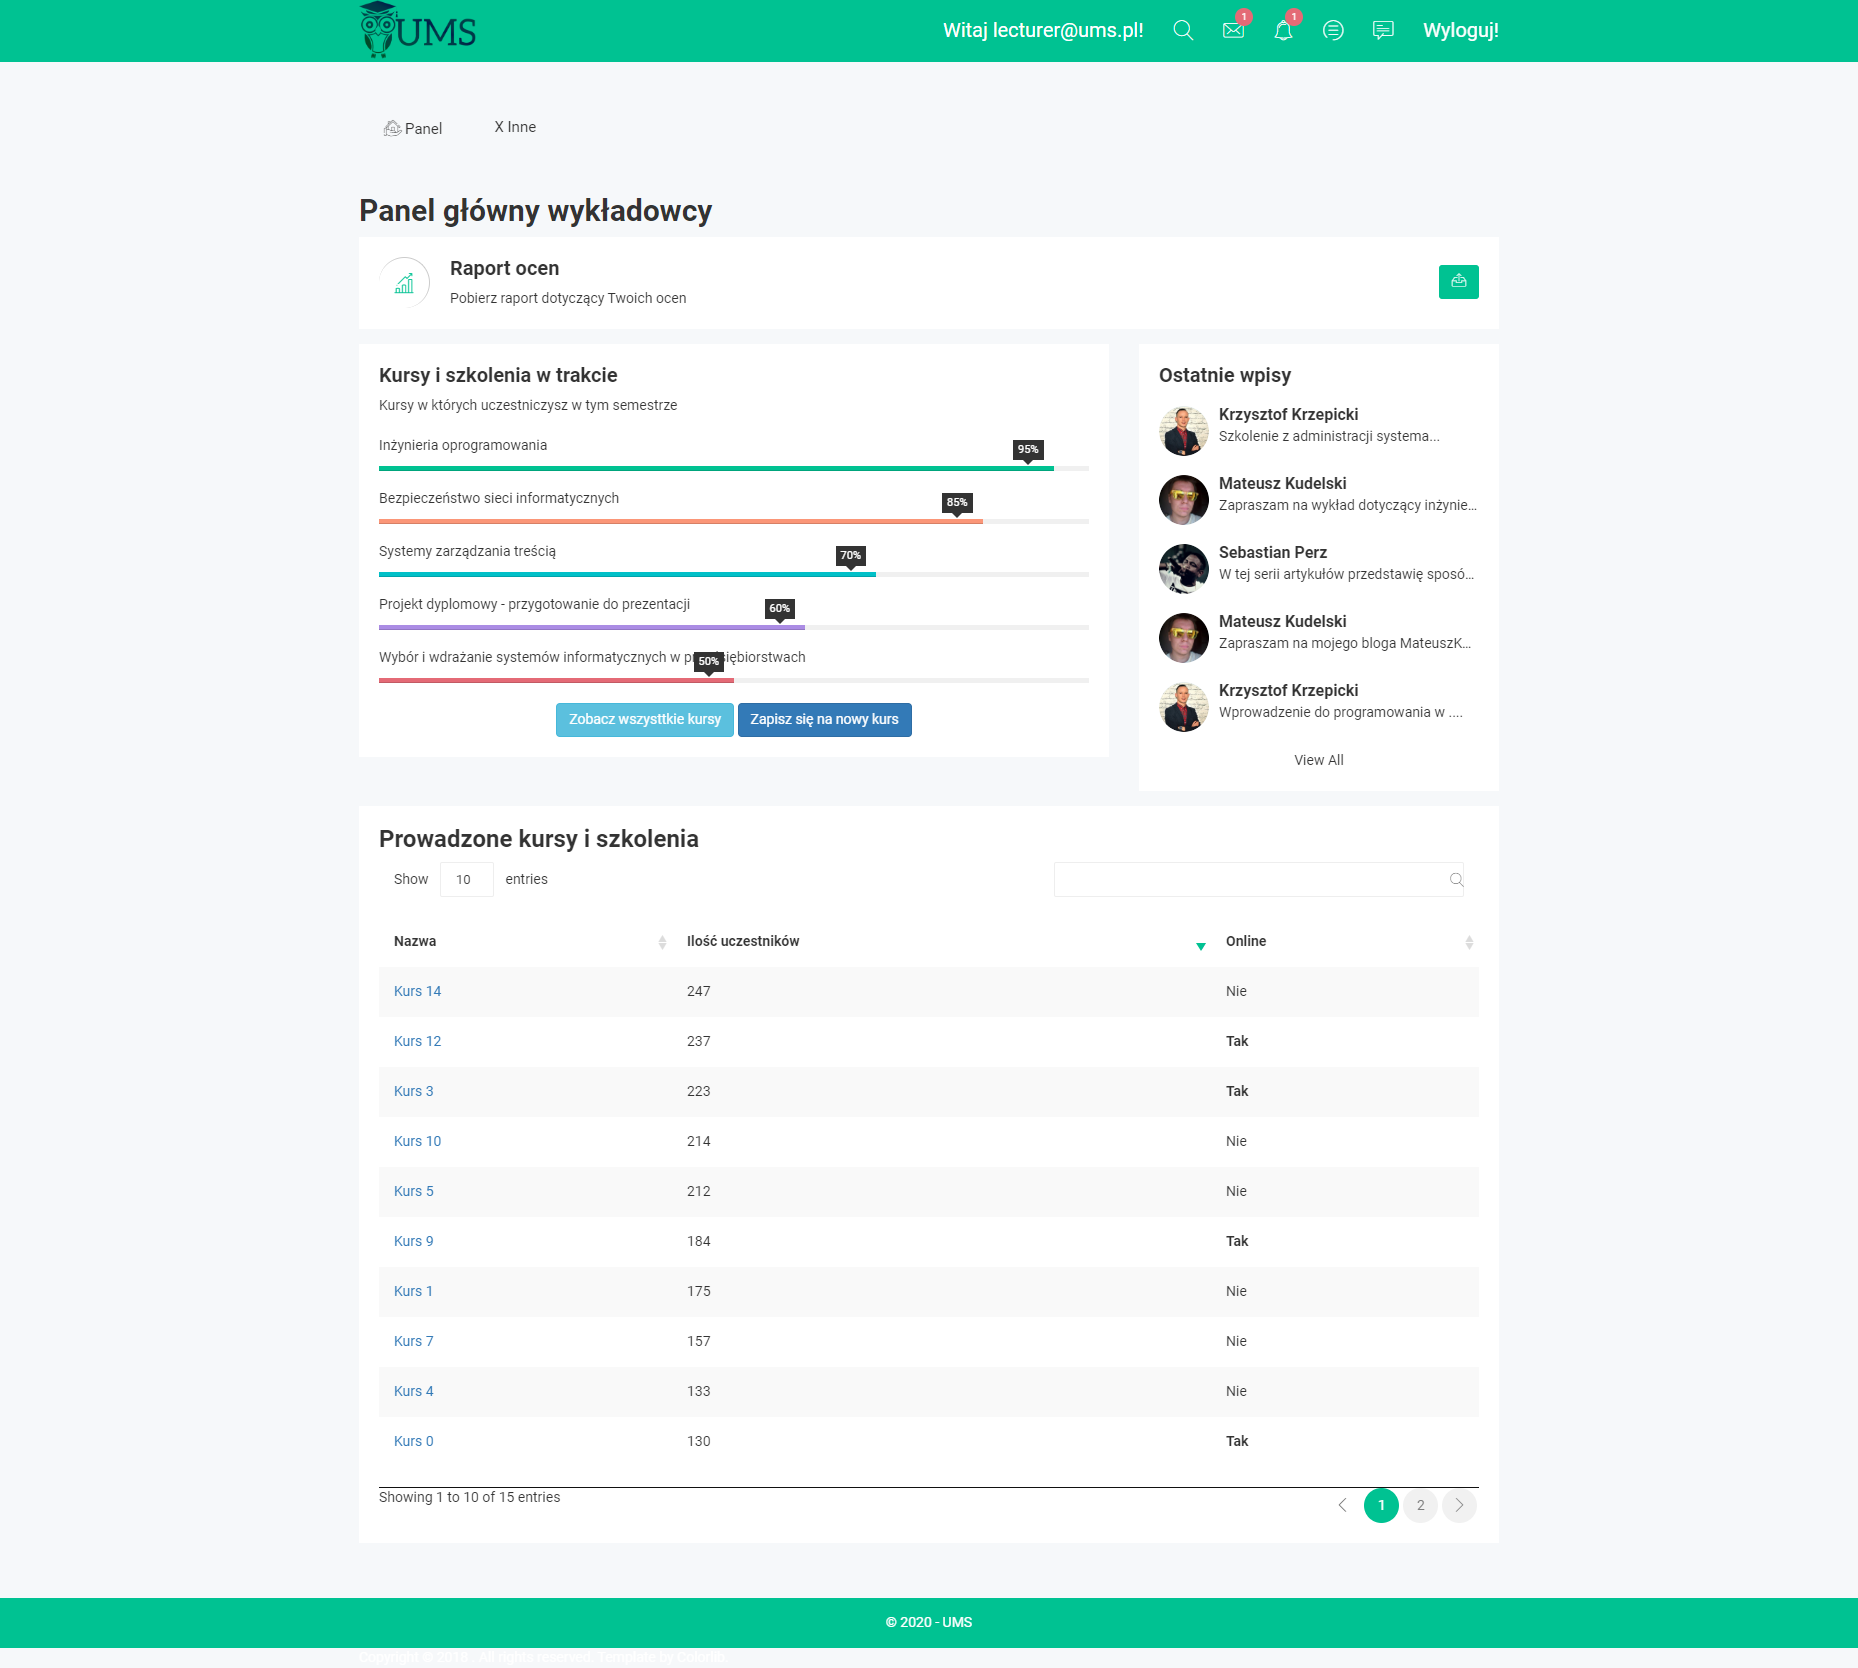 UMS
Witaj lecturer@ums.pl!
1
1
Wyloguj!
Panel
X Inne
Panel główny wykładowcy
Raport ocen
Pobierz raport dotyczący Twoich ocen
Kursy i szkolenia w trakcie
Kursy w których uczestniczysz w tym semestrze
Inżynieria oprogramowania
95%
Bezpieczeństwo sieci informatycznych
85%
Systemy zarządzania treścią
70%
Projekt dyplomowy - przygotowanie do prezentacji
60%
Wybór i wdrażanie systemów informatycznych w
50%
Zobacz wszysttkie kursy
Zapisz się na nowy kurs
Ostatnie wpisy
Krzysztof Krzepicki
Szkolenie z administracji systema...
Mateusz Kudelski
Zapraszam na wykład dotyczący inżynie...
Sebastian Perz
W tej serii artykułów przedstawię sposó...
Mateusz Kudelski
Zapraszam na mojego bloga MateuszK...
Krzysztof Krzepicki
Wprowadzenie do programowania w ....
View All
Prowadzone kursy i szkolenia
Show 10 entries
Nazwa Ilość uczestników Online
Kurs 14 247 Nie
Kurs 12 237 Tak
Kurs 3 223 Tak
Kurs 10 214 Nie
Kurs 5 212 Nie
Kurs 9 184 Tak
Kurs 1 175 Nie
Kurs 7 157 Nie
Kurs 4 133 Nie
Kurs 0 130 Tak
Showing 1 to 10 of 15 entries
1 2
© 2020 - UMS
Copyright © 2018 . All rights reserved. Template by Colorlib.